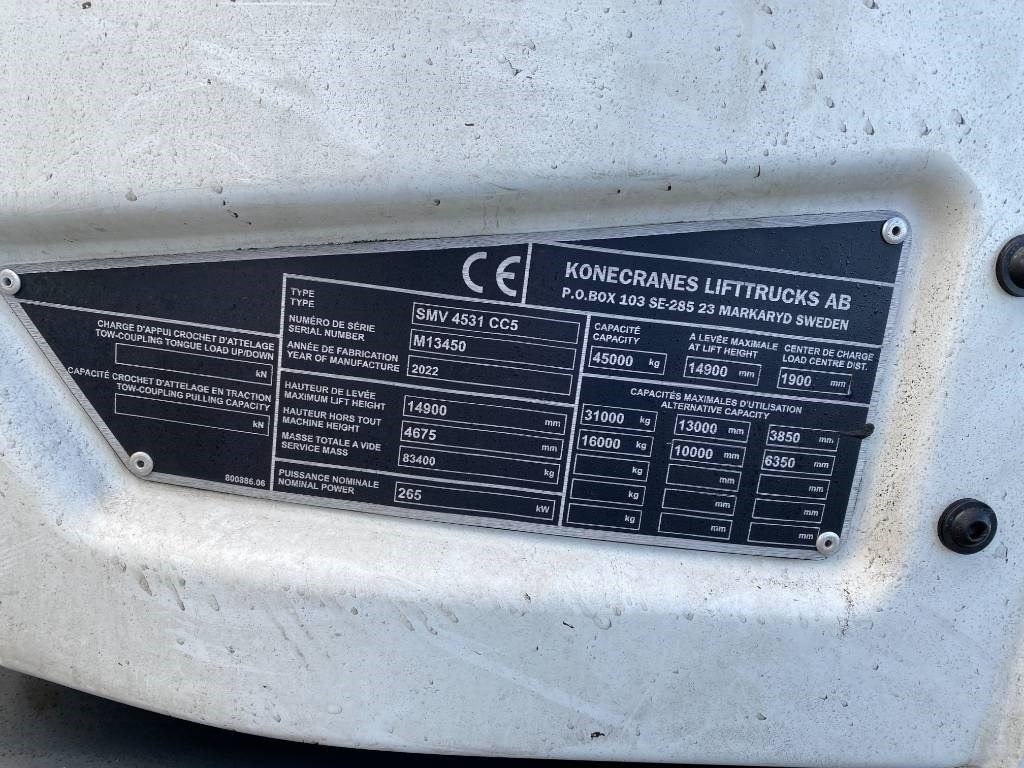 CE
KONECRANES LIFTTRUCKS AB
P.O.BOX 103 SE-285 23 MARKARYD SWEDEN
CHARGE D'APPUI CROCHET D'ATTELAGE
TOW-COUPLING TONGUE LOAD UP/DOWN
kN
CAPACITÉ CROCHET D'ATTELAGE EN TRACTION
TOW-COUPLING PULLING CAPACITY
kN
800386.06
TYPE
TYPE
SMV 4531 CC5
NUMÉRO DE SÉRIE
SERIAL NUMBER
M13450
ANNÉE DE FABRICATION
YEAR OF MANUFACTURE
2022
HAUTEUR DE LEVÉE
MAXIMUM LIFT HEIGHT
14900 mm
HAUTEUR HORS TOUT
MACHINE HEIGHT
4675 mm
MASSE TOTALE A VIDE
SERVICE MASS
83400 kg
PUISSANCE NOMINALE
NOMINAL POWER
265 kW
CAPACITÉ
CAPACITY
45000 kg
A LEVÉE MAXIMALE
AT LIFT HEIGHT
14900 mm
CENTER DE CHARGE
LOAD CENTRE DIST.
1900 mm
CAPACITÉS MAXIMALES D'UTILISATION
ALTERNATIVE CAPACITY
31000 kg 13000 mm 3850 mm
16000 kg 10000 mm 6350 mm
kg mm mm
kg mm mm
kg mm mm